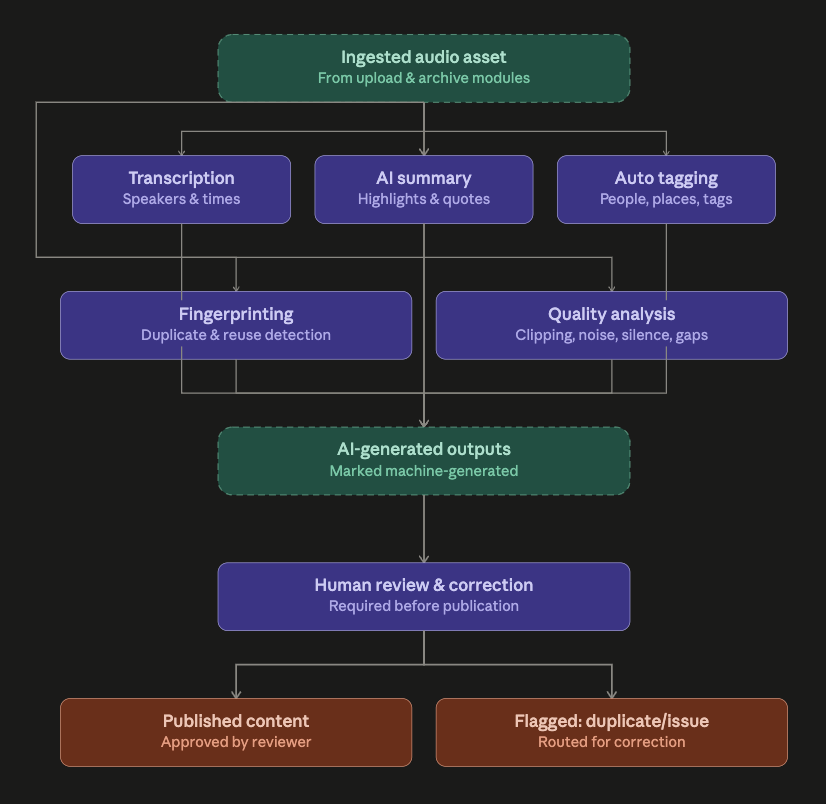 Ingested audio asset
From upload & archive modules
Transcription
Speakers & times
AI summary
Highlights & quotes
Auto tagging
People, places, tags
Fingerprinting
Duplicate & reuse detection
Quality analysis
Clipping, noise, silence, gaps
AI-generated outputs
Marked machine-generated
Human review & correction
Required before publication
Published content
Approved by reviewer
Flagged: duplicate/issue
Routed for correction